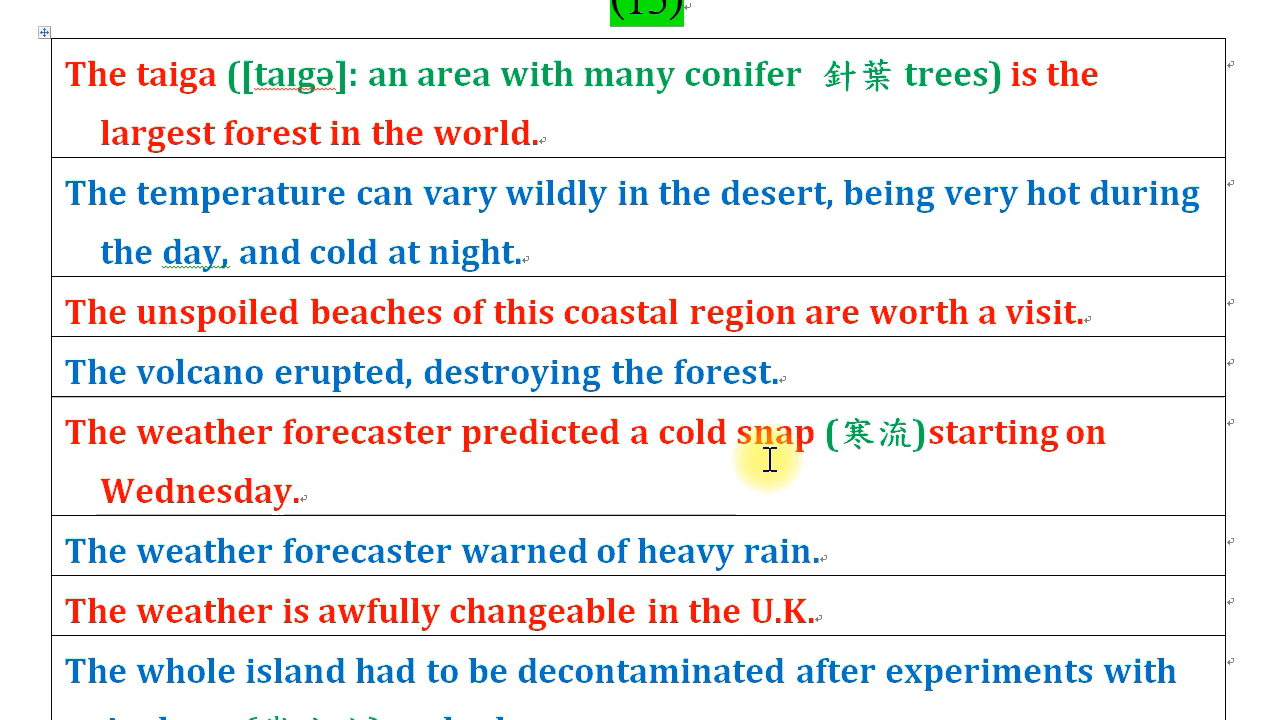 (15)
The taiga ([taɪgə]: an area with many conifer 針葉 trees) is the
largest forest in the world.
The temperature can vary wildly in the desert, being very hot during
the day, and cold at night.
The unspoiled beaches of this coastal region are worth a visit.
The volcano erupted, destroying the forest.
The weather forecaster predicted a cold snap (寒流)starting on
Wednesday.
The weather forecaster warned of heavy rain.
The weather is awfully changeable in the U.K.
The whole island had to be decontaminated after experiments with